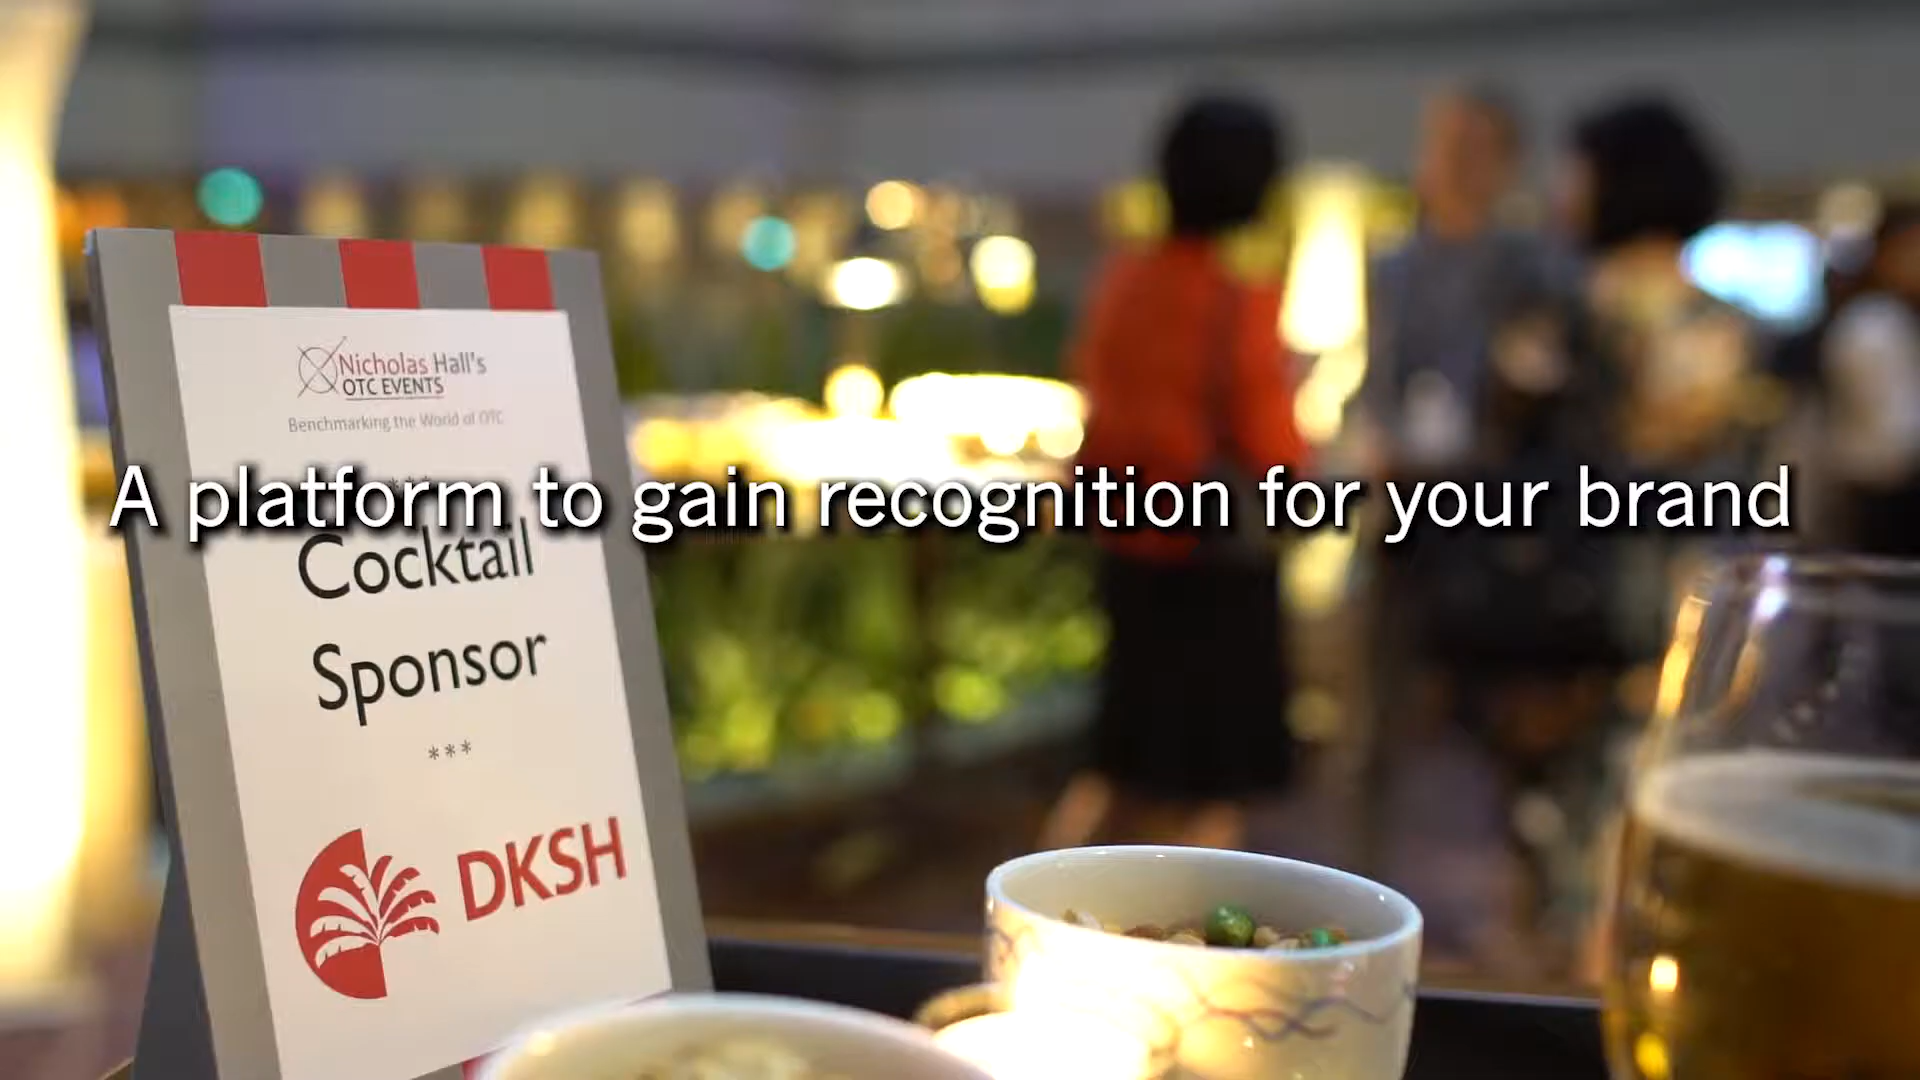 Nicholas Hall's
OTC EVENTS
Benchmarking the World of OTC
A platform to gain recognition for your brand
Cocktail
Sponsor
***
DKSH